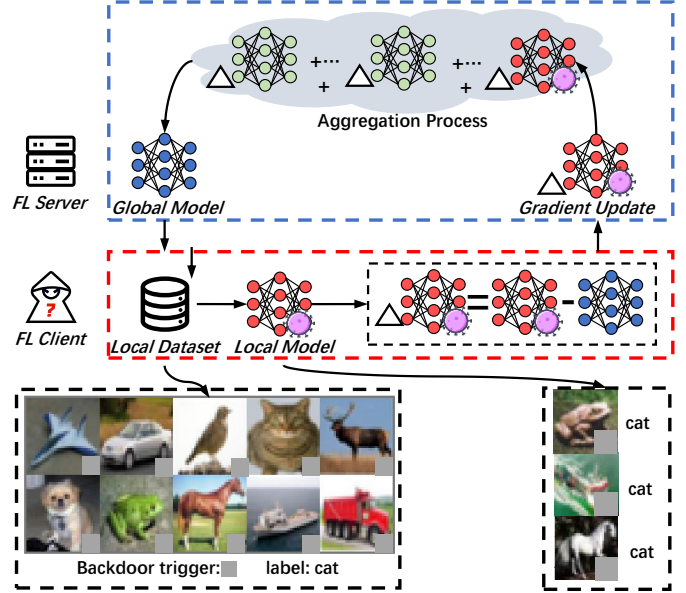 +...
+
+...
+
Aggregation Process
FL Server
Global Model
Gradient Update
?
FL Client
=
-
Local Dataset
Local Model
cat
cat
cat
Backdoor trigger: label: cat